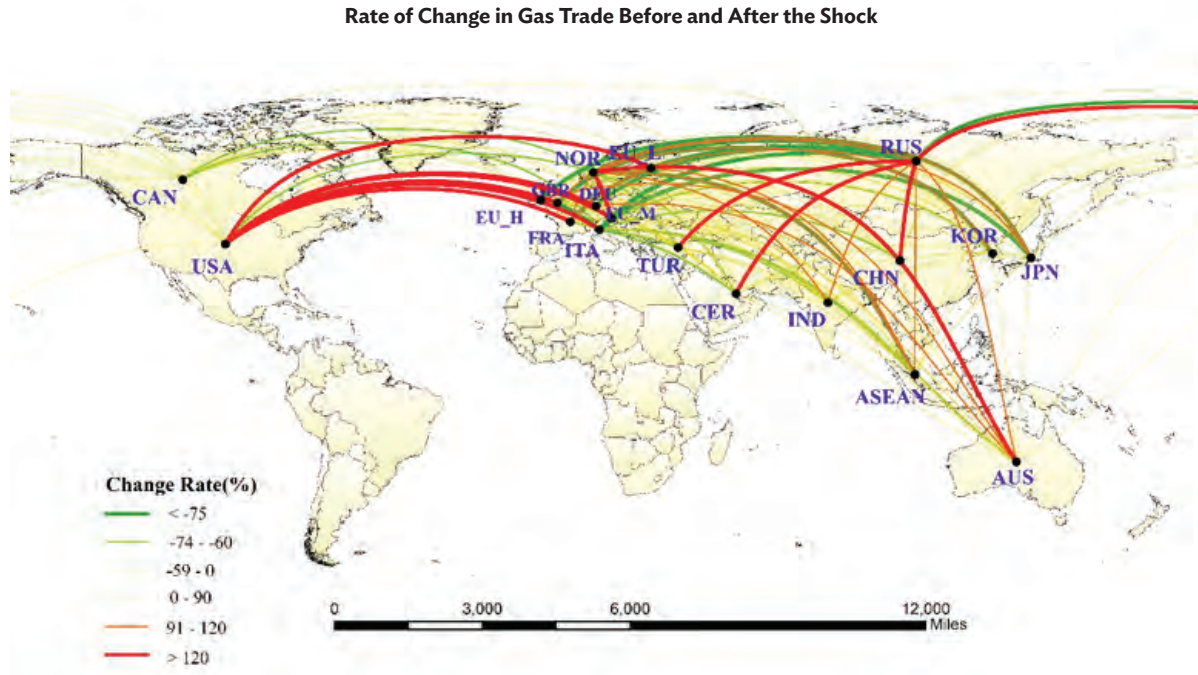 Rate of Change in Gas Trade Before and After the Shock
CAN
USA
NOR
EU_L
RUS
GBR
DEU
EU_H
EU_M
FRA
ITA
TUR
CER
IND
CHN
KOR
JPN
ASEAN
AUS
Change Rate(%)
< -75
-74 - -60
-59 - 0
0 - 90
91 - 120
> 120
0 3,000 6,000 12,000
Miles